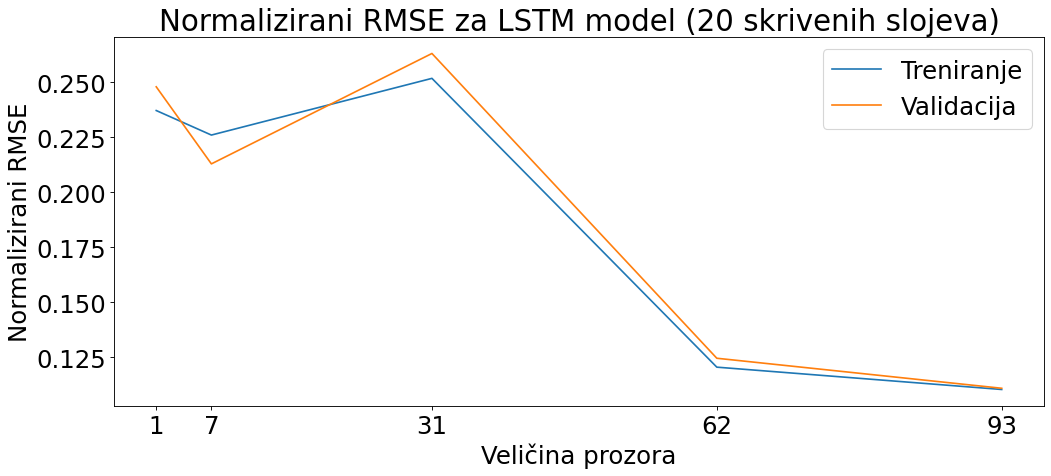 Normalizirani RMSE za LSTM model (20 skrivenih slojeva)
Treniranje
Validacija
Normalizirani RMSE
0.250
0.225
0.200
0.175
0.150
0.125
1 7 31 62 93
Veličina prozora